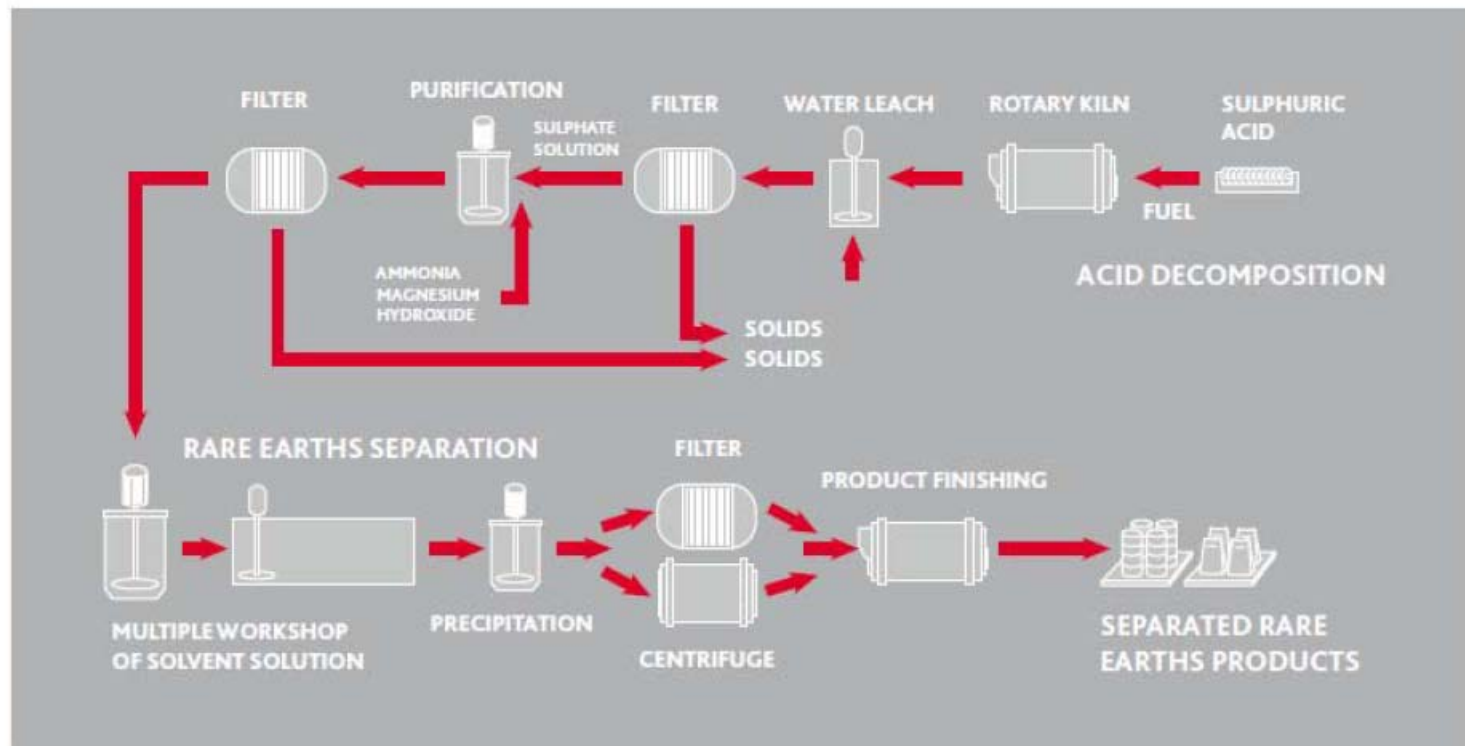 FILTER
PURIFICATION
FILTER
WATER LEACH
ROTARY KILN
SULPHURIC
ACID
SULPHATE
SOLUTION
FUEL
AMMONIA
MAGNESIUM
HYDROXIDE
ACID DECOMPOSITION
SOLIDS
SOLIDS
RARE EARTHS SEPARATION
FILTER
PRODUCT FINISHING
MULTIPLE WORKSHOP
OF SOLVENT SOLUTION
PRECIPITATION
CENTRIFUGE
SEPARATED RARE
EARTHS PRODUCTS